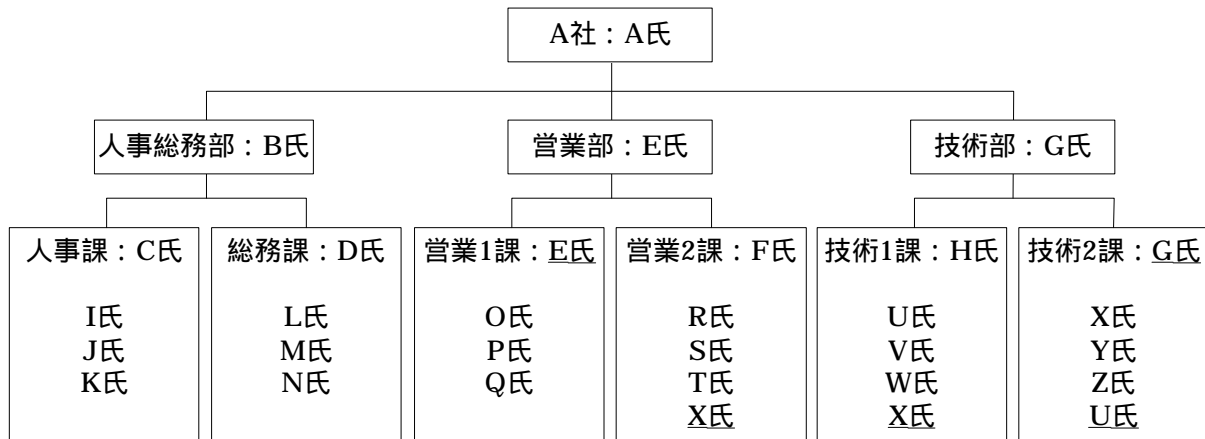 A社：A氏
人事総務部：B氏
営業部：E氏
技術部：G氏
人事課：C氏
I氏
J氏
K氏
総務課：D氏
L氏
M氏
N氏
営業1課：E氏
O氏
P氏
Q氏
営業2課：F氏
R氏
S氏
T氏
X氏
技術1課：H氏
U氏
V氏
W氏
X氏
技術2課：G氏
X氏
Y氏
Z氏
U氏